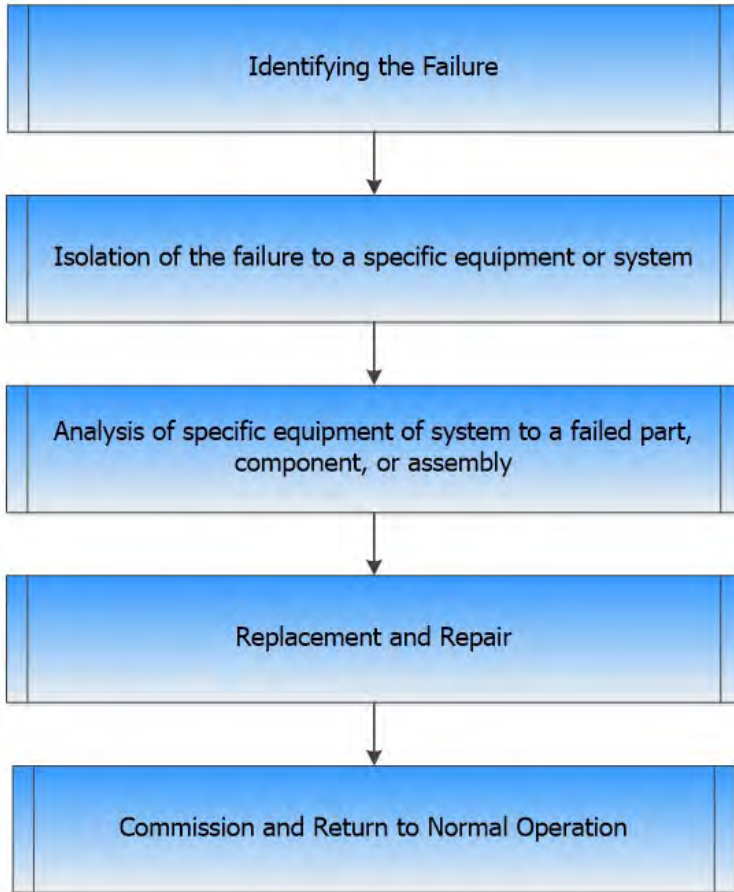 Identifying the Failure
Isolation of the failure to a specific equipment or system
Analysis of specific equipment of system to a failed part,
component, or assembly
Replacement and Repair
Commission and Return to Normal Operation